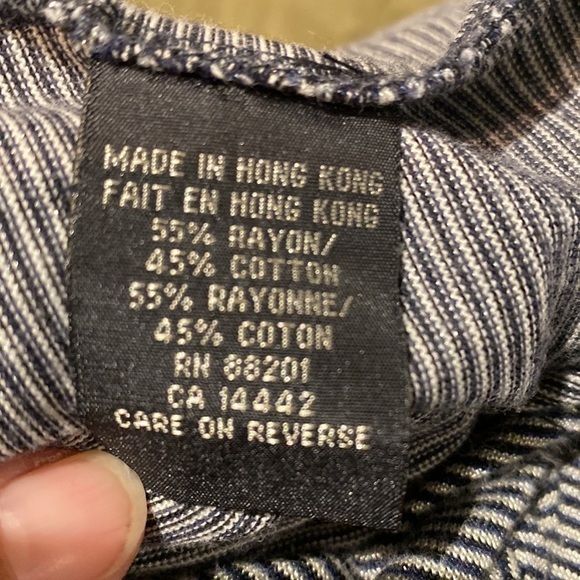 MADE IN HONG KONG
FAIT EN HONG KONG
55% RAYON/
45% COTTON
55% RAYONNE/
45% COTON
RN 88201
CA 14442
CARE ON REVERSE